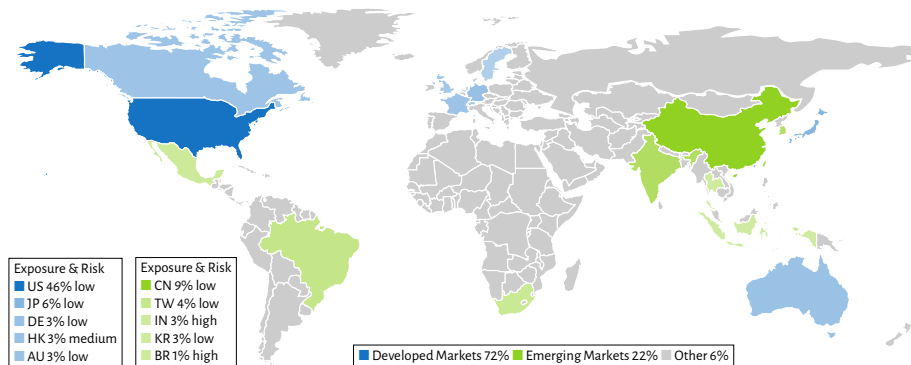 Exposure & Risk
US 46% low
JP 6% low
DE 3% low
HK 3% medium
AU 3% low
Exposure & Risk
CN 9% low
TW 4% low
IN 3% high
KR 3% low
BR 1% high
Developed Markets 72% Emerging Markets 22% Other 6%